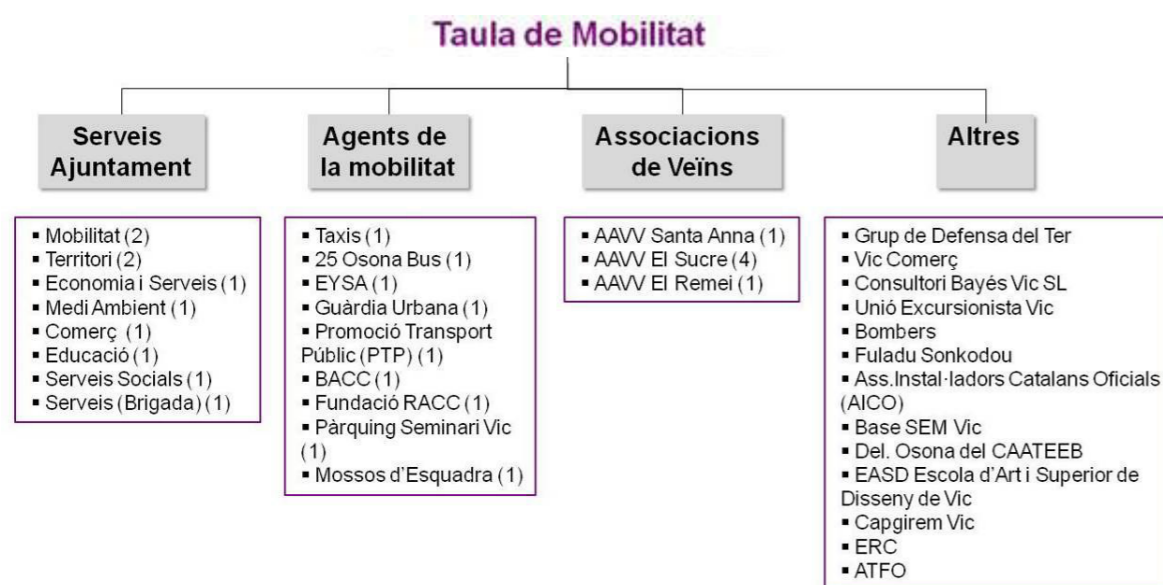 Taula de Mobilitat
Serveis
Ajuntament
▪ Mobilitat (2)
▪ Territori (2)
▪ Economia i Serveis (1)
▪ Medi Ambient (1)
▪ Comerç (1)
▪ Educació (1)
▪ Serveis Socials (1)
▪ Serveis (Brigada) (1)
Agents de
la mobilitat
▪ Taxis (1)
▪ 25 Osona Bus (1)
▪ EYSA (1)
▪ Guàrdia Urbana (1)
▪ Promoció Transport
Públic (PTP) (1)
▪ BACC (1)
▪ Fundació RACC (1)
▪ Pàrquing Seminari Vic
(1)
▪ Mossos d'Esquadra (1)
Associacions
de Veïns
▪ AAVV Santa Anna (1)
▪ AAVV El Sucre (4)
▪ AAVV El Remei (1)
Altres
▪ Grup de Defensa del Ter
▪ Vic Comerç
▪ Consultori Bayés Vic SL
▪ Unió Excursionista Vic
▪ Bombers
▪ Fuladu Sonkodou
▪ Ass.Instal·ladors Catalans Oficials
(AICO)
▪ Base SEM Vic
▪ Del. Osona del CAATEEB
▪ EASD Escola d'Art i Superior de
Disseny de Vic
▪ Capgirem Vic
▪ ERC
▪ ATFO